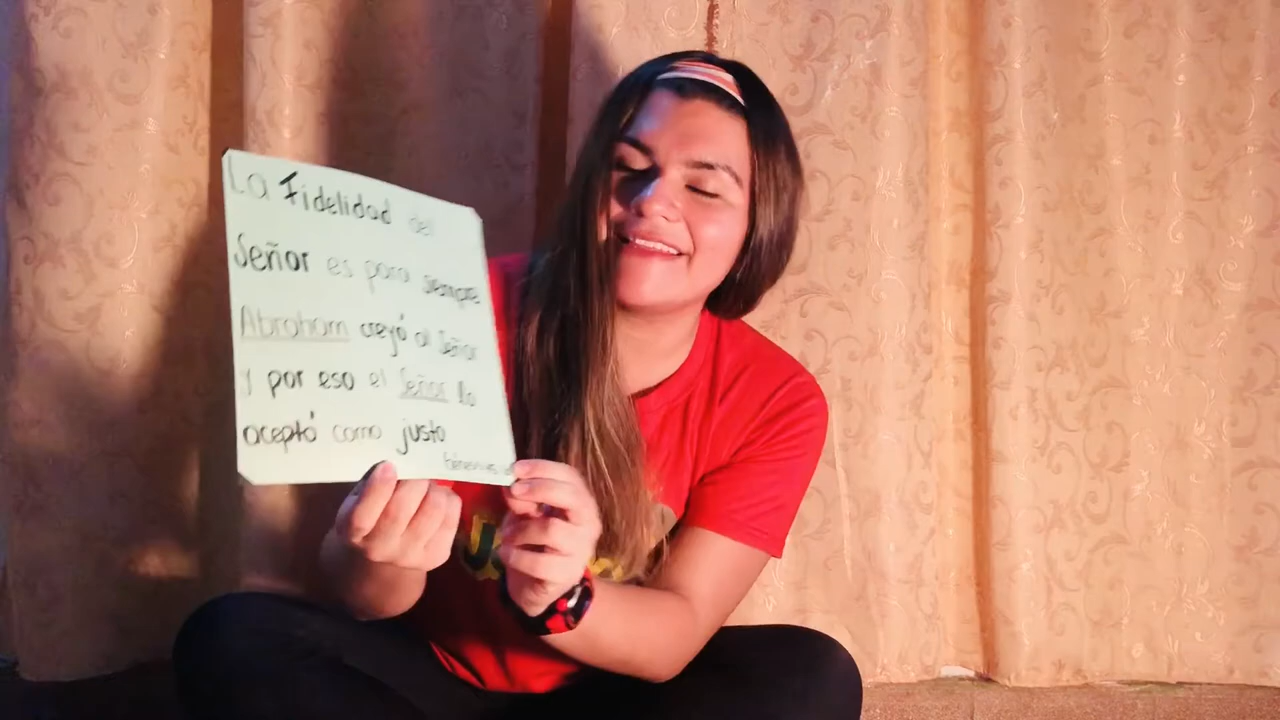 La Fidelidad del
Señor es para siempre
Abraham creyó al Señor
y por eso el Señor lo
aceptó como justo
Génesis